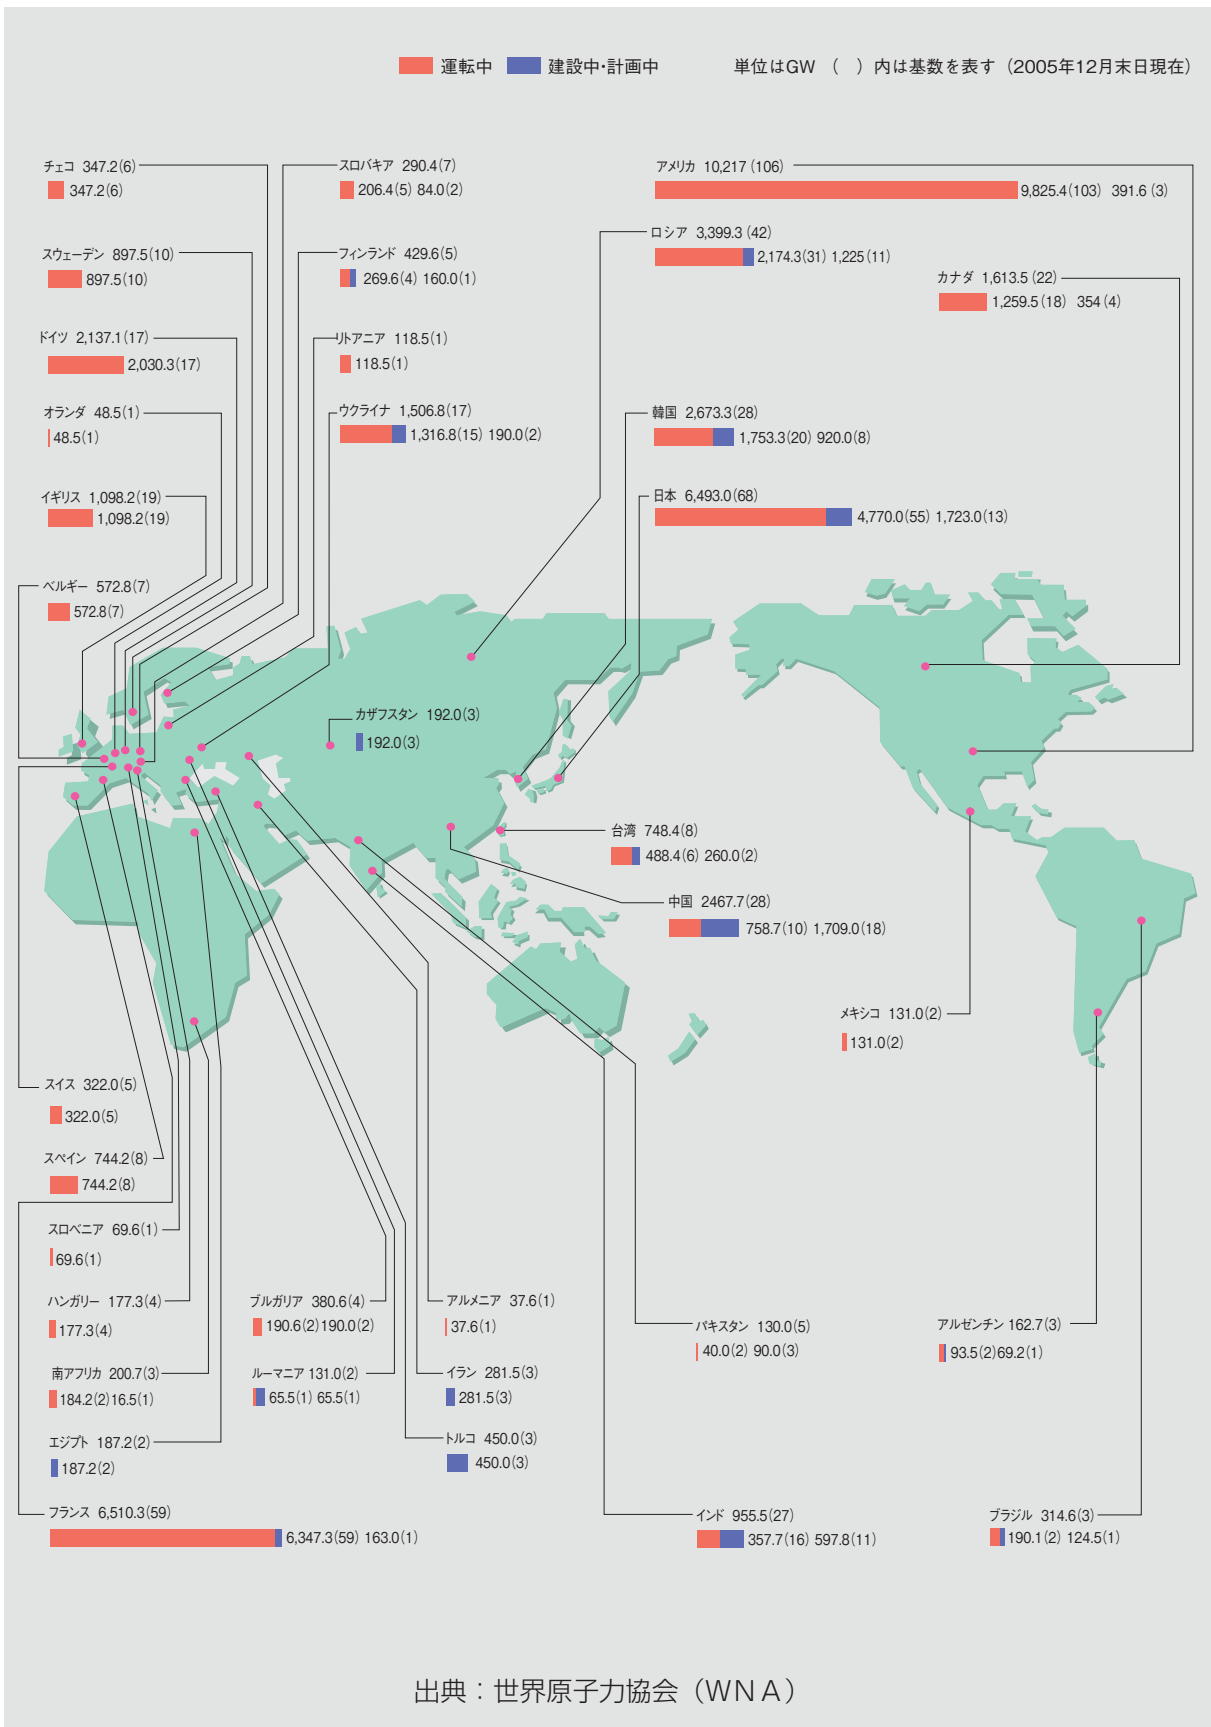 運転中 建設中・計画中 単位はGW （ ）内は基数を表す（2005年12月末日現在）
チェコ 347.2(6)
347.2(6)
スロバキア 290.4(7)
206.4(5) 84.0(2)
アメリカ 10,217 (106)
9,825.4(103) 391.6 (3)
ロシア 3,399.3 (42)
2,174.3(31) 1,225 (11)
スウェーデン 897.5(10)
897.5(10)
フィンランド 429.6(5)
269.6(4) 160.0(1)
カナダ 1,613.5 (22)
1,259.5 (18) 354 (4)
ドイツ 2,137.1(17)
2,030.3(17)
リトアニア 118.5(1)
118.5(1)
オランダ 48.5(1)
48.5(1)
ウクライナ 1,506.8(17)
1,316.8(15) 190.0(2)
韓国 2,673.3(28)
1,753.3(20) 920.0(8)
イギリス 1,098.2(19)
1,098.2(19)
日本 6,493.0(68)
4,770.0(55) 1,723.0(13)
ベルギー 572.8(7)
572.8(7)
カザフスタン 192.0(3)
192.0(3)
台湾 748.4(8)
488.4(6) 260.0(2)
中国 2467.7(28)
758.7(10) 1,709.0(18)
メキシコ 131.0(2)
131.0(2)
スイス 322.0(5)
322.0(5)
スペイン 744.2(8)
744.2(8)
スロベニア 69.6(1)
69.6(1)
ハンガリー 177.3(4)
177.3(4)
ブルガリア 380.6(4)
190.6(2)190.0(2)
アルメニア 37.6(1)
37.6(1)
パキスタン 130.0(5)
40.0(2) 90.0(3)
アルゼンチン 162.7(3)
93.5(2)69.2(1)
南アフリカ 200.7(3)
184.2(2)16.5(1)
ルーマニア 131.0(2)
65.5(1) 65.5(1)
イラン 281.5(3)
281.5(3)
エジプト 187.2(2)
187.2(2)
トルコ 450.0(3)
450.0(3)
フランス 6,510.3(59)
6,347.3(59) 163.0(1)
インド 955.5(27)
357.7(16) 597.8(11)
ブラジル 314.6(3)
190.1(2) 124.5(1)
出典：世界原子力協会（WNA）